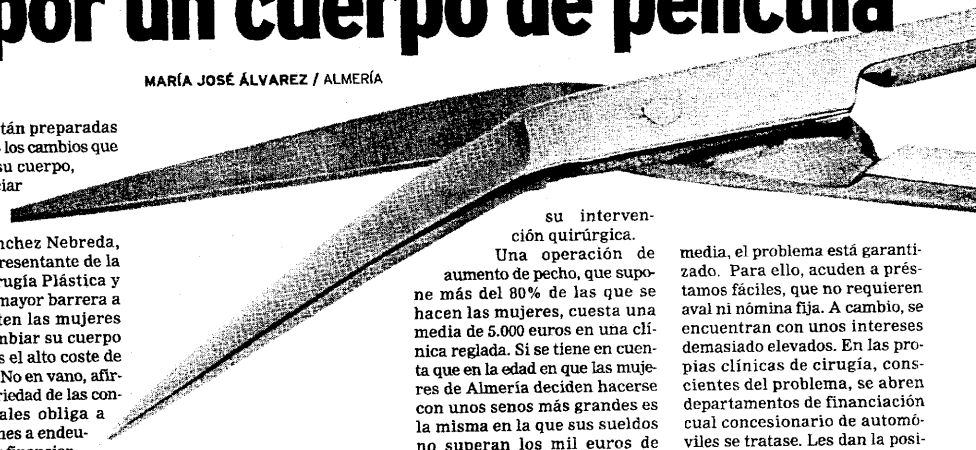 por un cuerpo de película
MARÍA JOSÉ ÁLVAREZ / ALMERÍA
tán preparadas
los cambios que
su cuerpo,
iar
nchez Nebreda,
resentante de la
rugía Plástica y
mayor barrera a
ten las mujeres
mbiar su cuerpo
s el alto coste de
No en vano, afir-
riedad de las con-
ales obliga a
nes a endeu-
su interven-
ción quirúrgica.
Una operación de
aumento de pecho, que supo-
ne más del 80% de las que se
hacen las mujeres, cuesta una
media de 5.000 euros en una clí-
nica reglada. Si se tiene en cuen-
ta que en la edad en que las muje-
res de Almería deciden hacerse
con unos senos más grandes es
la misma en la que sus sueldos
no superan los mil euros de
media, el problema está garanti-
zado. Para ello, acuden a prés-
tamos fáciles, que no requieren
aval ni nómina fija. A cambio, se
encuentran con unos intereses
demasiado elevados. En las pro-
pias clínicas de cirugía, cons-
cientes del problema, se abren
departamentos de financiación
cual concesionario de automó-
viles se tratase. Les dan la posi-